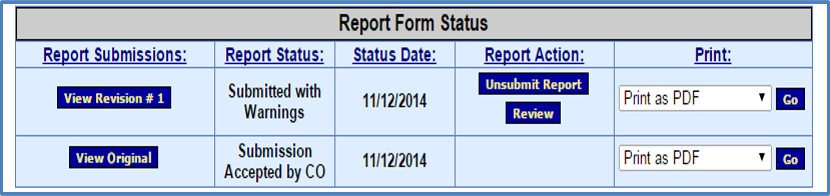 Report Form Status
Report Submissions: Report Status: Status Date: Report Action: Print:
View Revision # 1 Submitted with Warnings 11/12/2014 Unsubmit Report Review Print as PDF Go
View Original Submission Accepted by CO 11/12/2014 Print as PDF Go